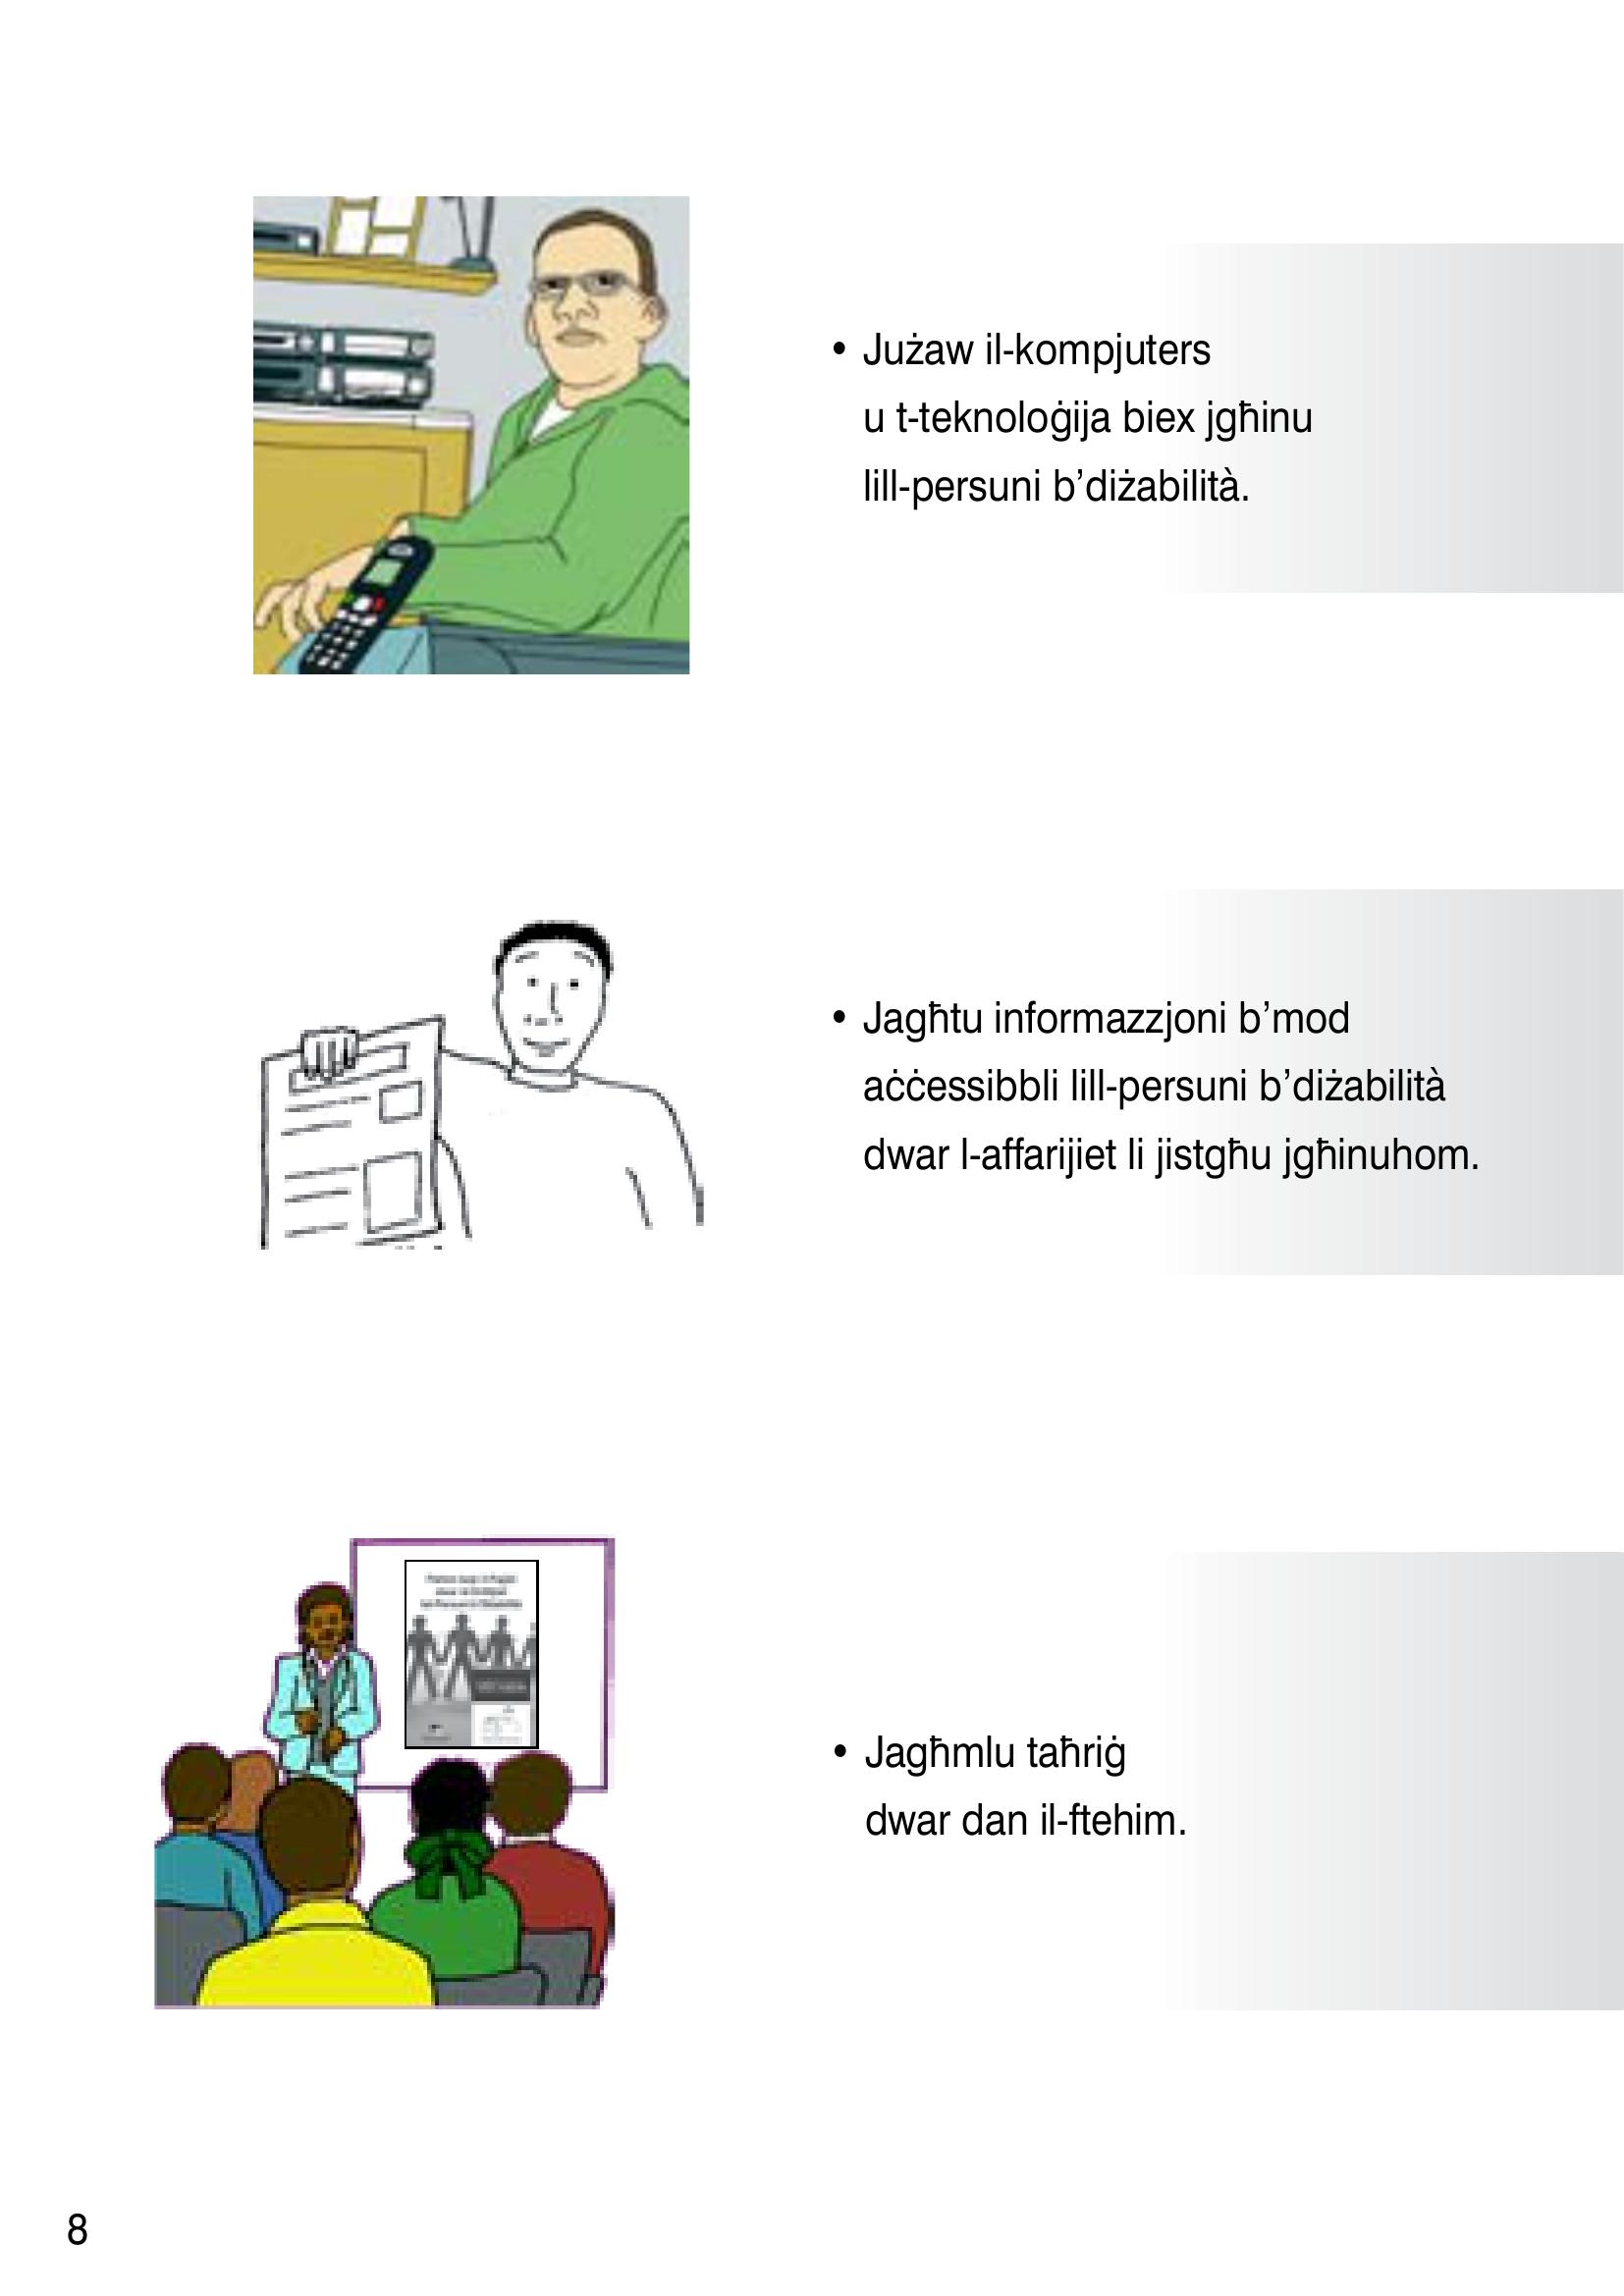 • Jużaw il-kompjuters
u t-teknoloġija biex jgħinu
lill-persuni b’diżabilità.
• Jagħtu informazzjoni b’mod
aċċessibbli lill-persuni b’diżabilità
dwar l-affarijiet li jistgħu jgħinuhom.
• Jagħmlu taħriġ
dwar dan il-ftehim.
8